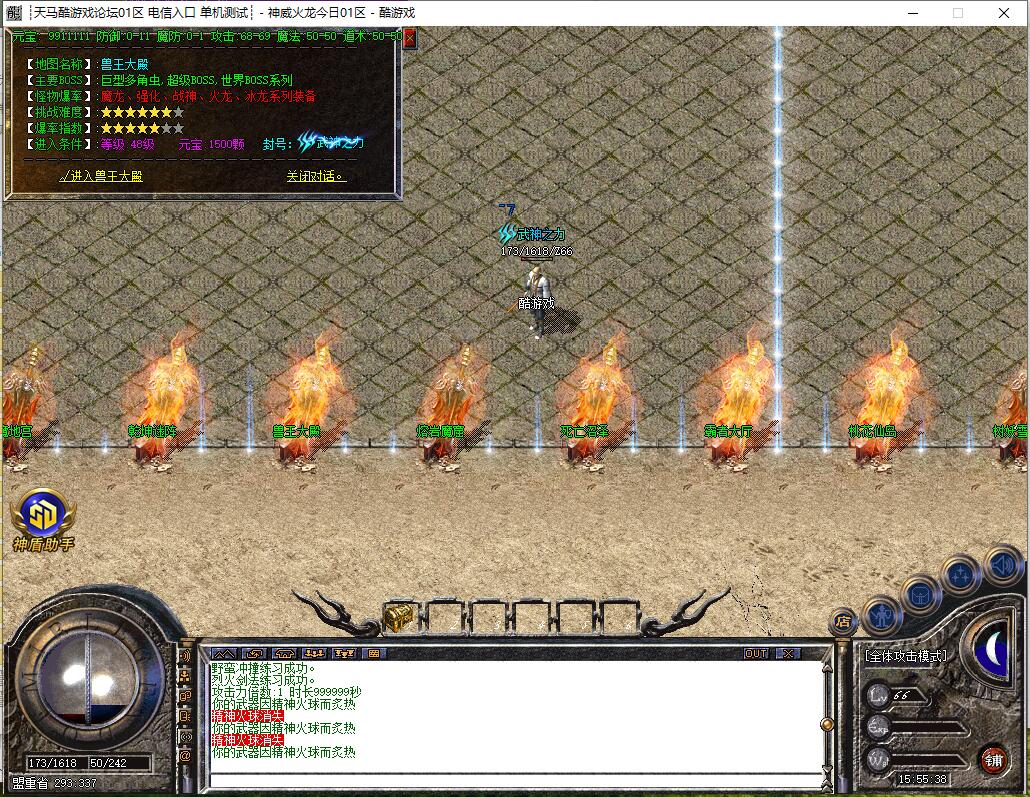 天马酷游戏论坛01区 电信入口 单机测试 - 神威火龙今日01区 - 酷游戏
元宝:9911111 防御:0-11 魔防:0-1 攻击:68-69 魔法:50-50 道术:50-50
【地图名称】:兽王大殿
【主要BOSS】:巨型多角虫,超级BOSS,世界BOSS系列
【怪物爆率】:魔龙、强化、战神、火龙、冰龙系列装备
【挑战难度】:★★★★★★★
【爆率指数】:★★★★★★★
【进入条件】:等级:48级 元宝:1500颗 封号:武神之力
√进入兽王大殿 关闭对话。
-7
武神之力
173/1618/Z66
酷游戏
乾坤迷阵 兽王大殿 熔岩魔窟 死亡沼泽 霸者大厅 桃花仙岛
神盾助手
店
OUT
野蛮冲撞练习成功。
烈火剑法练习成功。
攻击力倍数:1 时长999999秒
你的武器因精神火球而炙热
精神火球消失
你的武器因精神火球而炙热
精神火球消失
你的武器因精神火球而炙热
[全体攻击模式]
Lv 66
Exp
铺
15:55:38
173/1618 50/242
盟重省 293:337